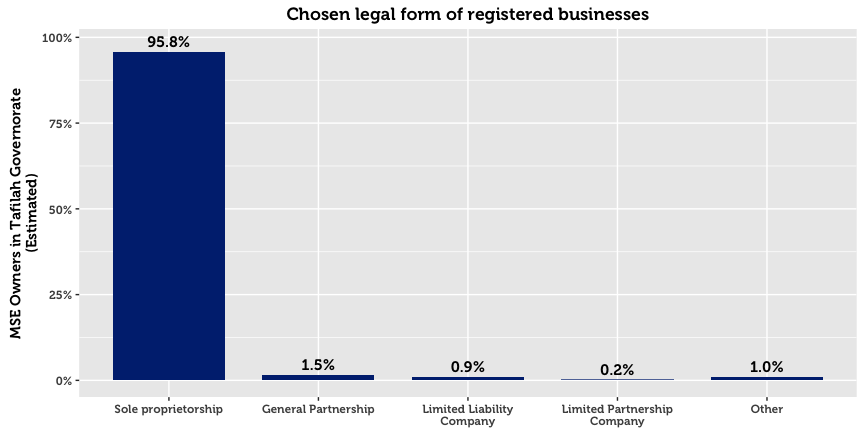 Chosen legal form of registered businesses
MSE Owners in Tafilah Governorate
(Estimated)
100%
75%
50%
25%
0%
95.8%
1.5%
0.9%
0.2%
1.0%
Sole proprietorship
General Partnership
Limited Liability
Company
Limited Partnership
Company
Other